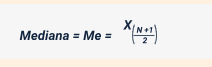 Mediana = Me = X(N+1/2)